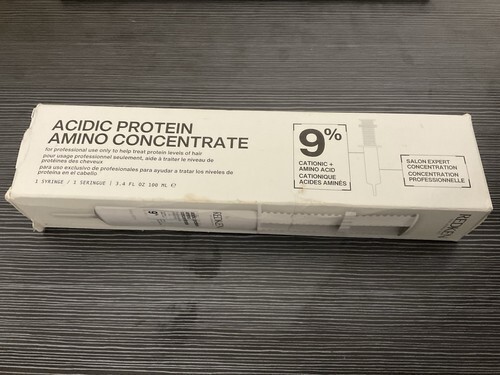 ACIDIC PROTEIN
AMINO CONCENTRATE
for professional use only to help treat protein levels of hair
pour usage professionnel seulement, aide à traiter le niveau de
protéines des cheveux
para uso exclusivo de profesionales para ayudar a tratar los niveles de
proteína en el cabello
1 SYRINGE / 1 SERINGUE | 3.4 FL OZ 100 ML ℮
9%
CATIONIC +
AMINO ACID
CATIONIQUE
ACIDES AMINÉS
SALON EXPERT
CONCENTRATION
CONCENTRATION
PROFESSIONNELLE
REDKEN